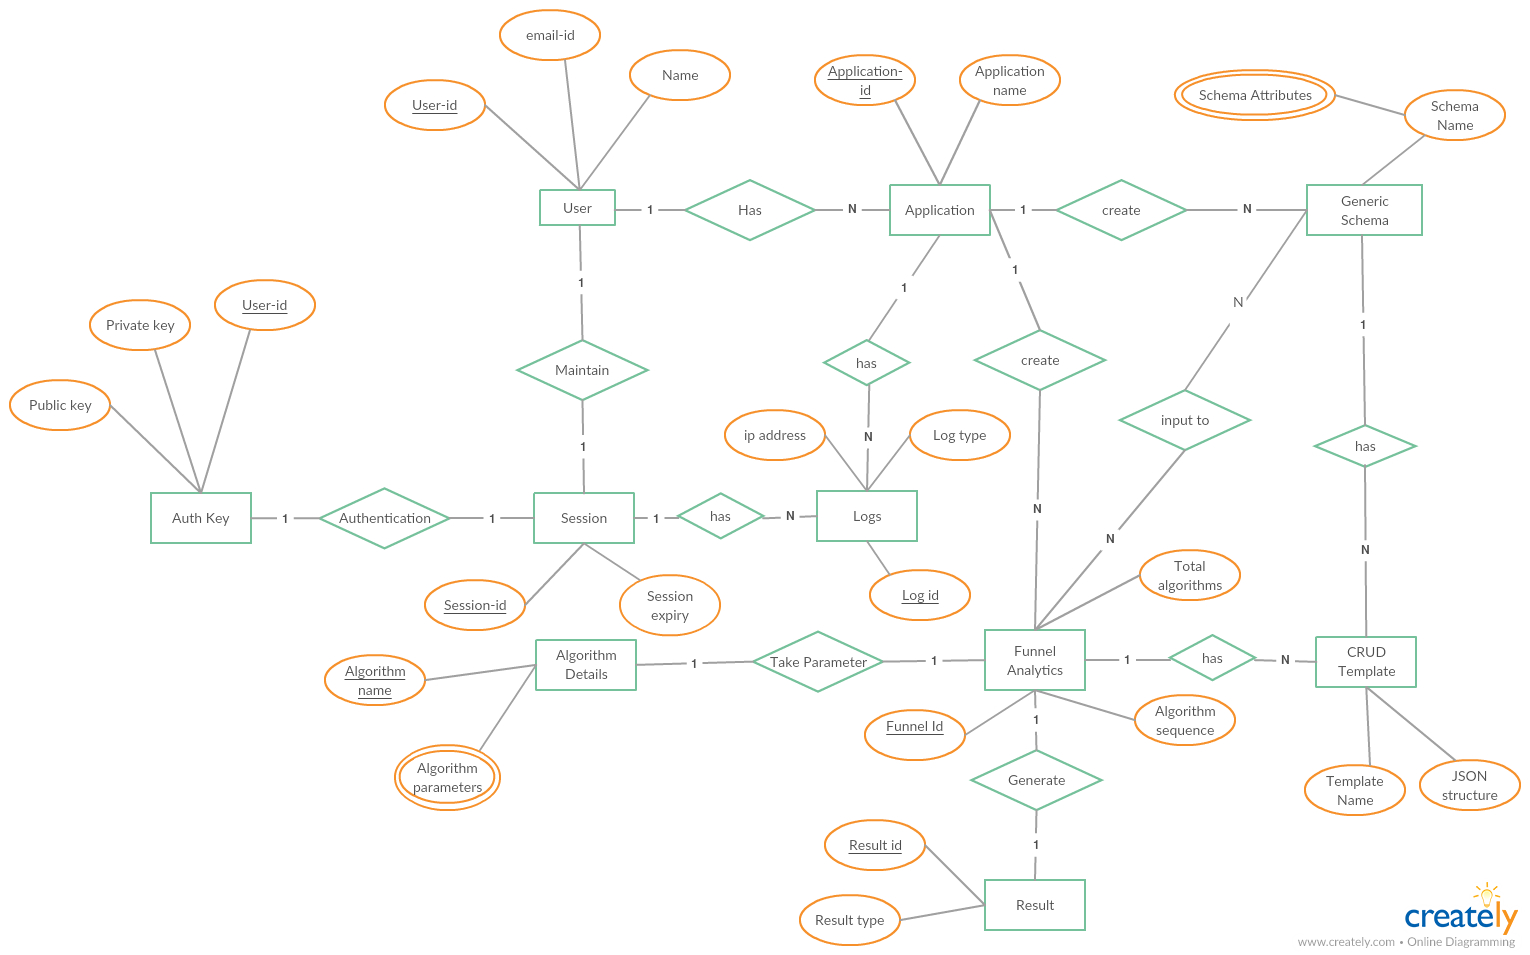 email-id
Name
User-id
Application-
id
Application
name
Schema Attributes
Schema
Name
User
1
Has
N
Application
1
create
N
Generic
Schema
1
1
1
Public key
Private key
User-id
N
1
Maintain
has
create
input to
has
1
ip address
N
Log type
Auth Key
1
Authentication
1
Session
1
has
N
Logs
N
N
N
Session-id
Session
expiry
Log id
Total
algorithms
Algorithm
name
Algorithm
Details
1
Take Parameter
1
Funnel
Analytics
1
has
N
CRUD
Template
Algorithm
parameters
Funnel Id
1
Algorithm
sequence
Generate
Template
Name
JSON
structure
1
Result id
Result type
Result
creately
www.creately.com • Online Diagramming